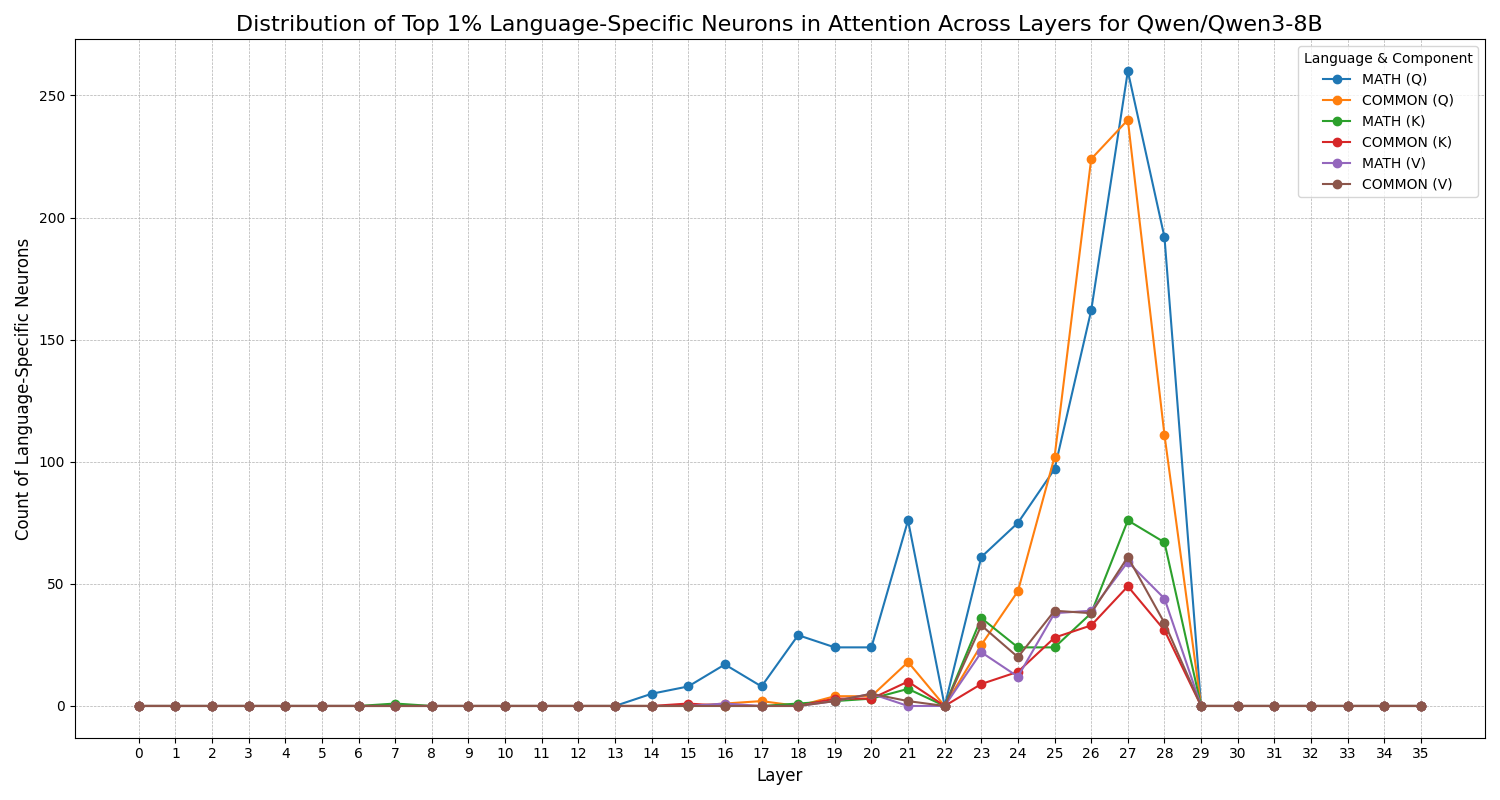 Distribution of Top 1% Language-Specific Neurons in Attention Across Layers for Qwen/Qwen3-8B
Language & Component
MATH (Q)
COMMON (Q)
MATH (K)
COMMON (K)
MATH (V)
COMMON (V)
Count of Language-Specific Neurons
250
200
150
100
50
0
0 1 2 3 4 5 6 7 8 9 10 11 12 13 14 15 16 17 18 19 20 21 22 23 24 25 26 27 28 29 30 31 32 33 34 35
Layer